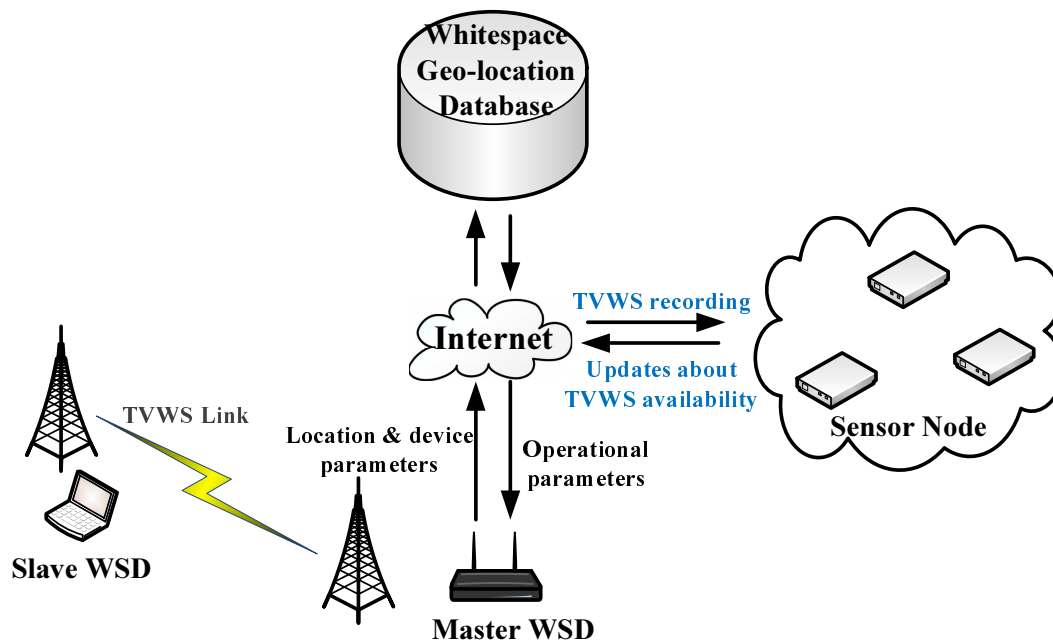 Whitespace
Geo-location
Database
TVWS recording
Internet
Updates about
TVWS availability
Sensor Node
TVWS Link
Location & device
parameters
Operational
parameters
Slave WSD
Master WSD